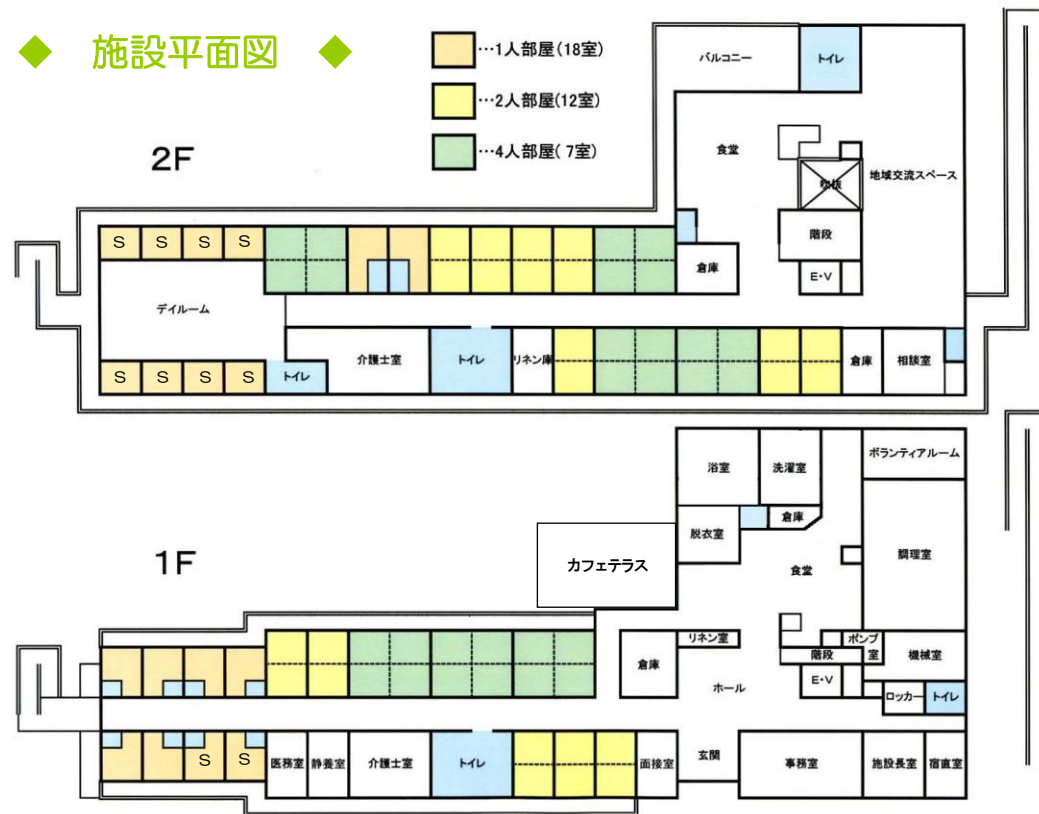 ◆ 施設平面図 ◆
…1人部屋(18室)
…2人部屋(12室)
…4人部屋( 7室)
2F
バルコニー
トイレ
食堂
地域交流スペース
吹抜
階段
倉庫
E・V
S S S S
デイルーム
介護士室
トイレ
リネン庫
倉庫
相談室
S S S S
トイレ
1F
浴室
洗濯室
ボランティアルーム
倉庫
脱衣室
調理室
カフェテラス
食堂
リネン室
ポンプ室
階段
機械室
倉庫
ホール
E・V
ロッカー
トイレ
S S
医務室
静養室
介護士室
トイレ
面接室
玄関
事務室
施設長室
宿直室